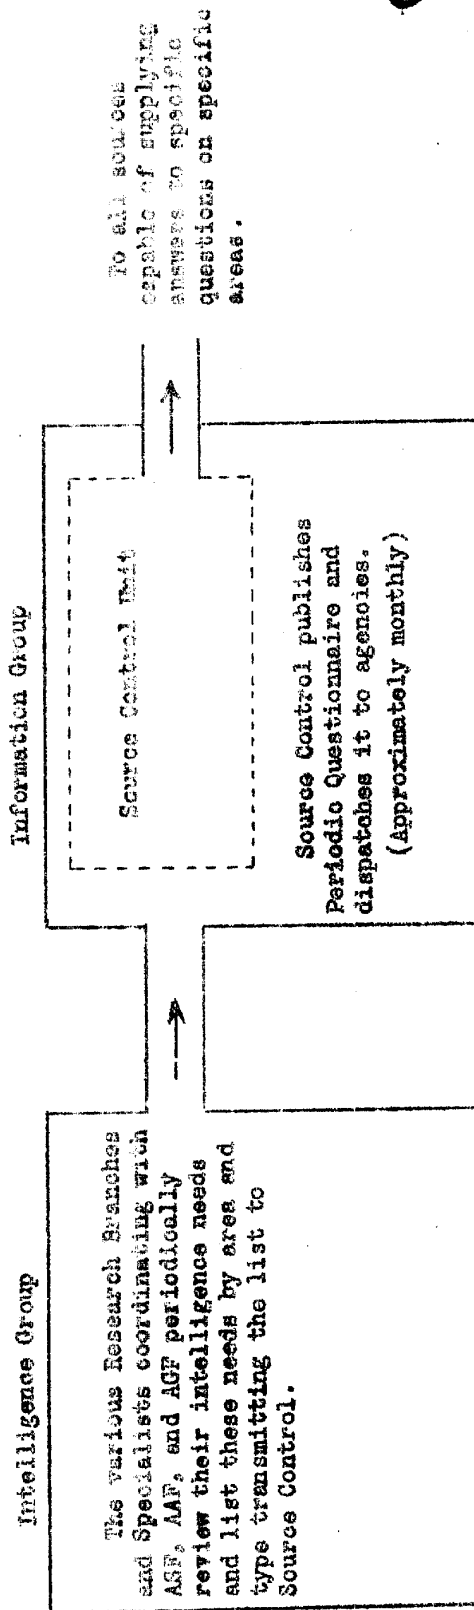 Intelligence Group
The various Research Branches
and Specialists coordinating with
ASF, AAF, and AGF periodically
review their intelligence needs
and list these needs by area and
type transmitting the list to
Source Control.
Information Group
Source Control Unit
Source Control publishes
Periodic Questionnaire and
dispatches it to agencies.
(Approximately monthly)
To all sources
capable of supplying
answers to specific
questions on specific
areas.